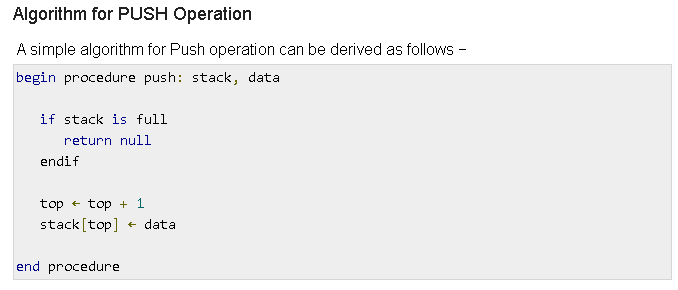 Algorithm for PUSH Operation
A simple algorithm for Push operation can be derived as follows −
begin procedure push: stack, data
if stack is full
return null
endif
top ← top + 1
stack[top] ← data
end procedure